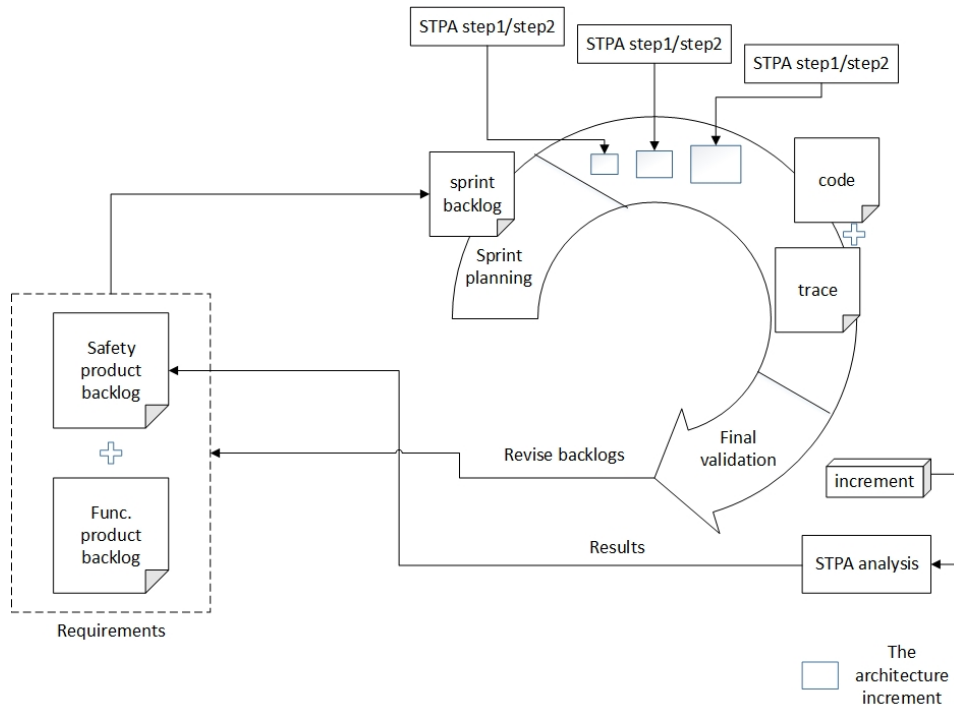 STPA step1/step2
STPA step1/step2
STPA step1/step2
sprint
backlog
code
Sprint
planning
trace
Safety
product
backlog
Final
validation
Revise backlogs
increment
Func.
product
backlog
Results
STPA analysis
Requirements
The
architecture
increment